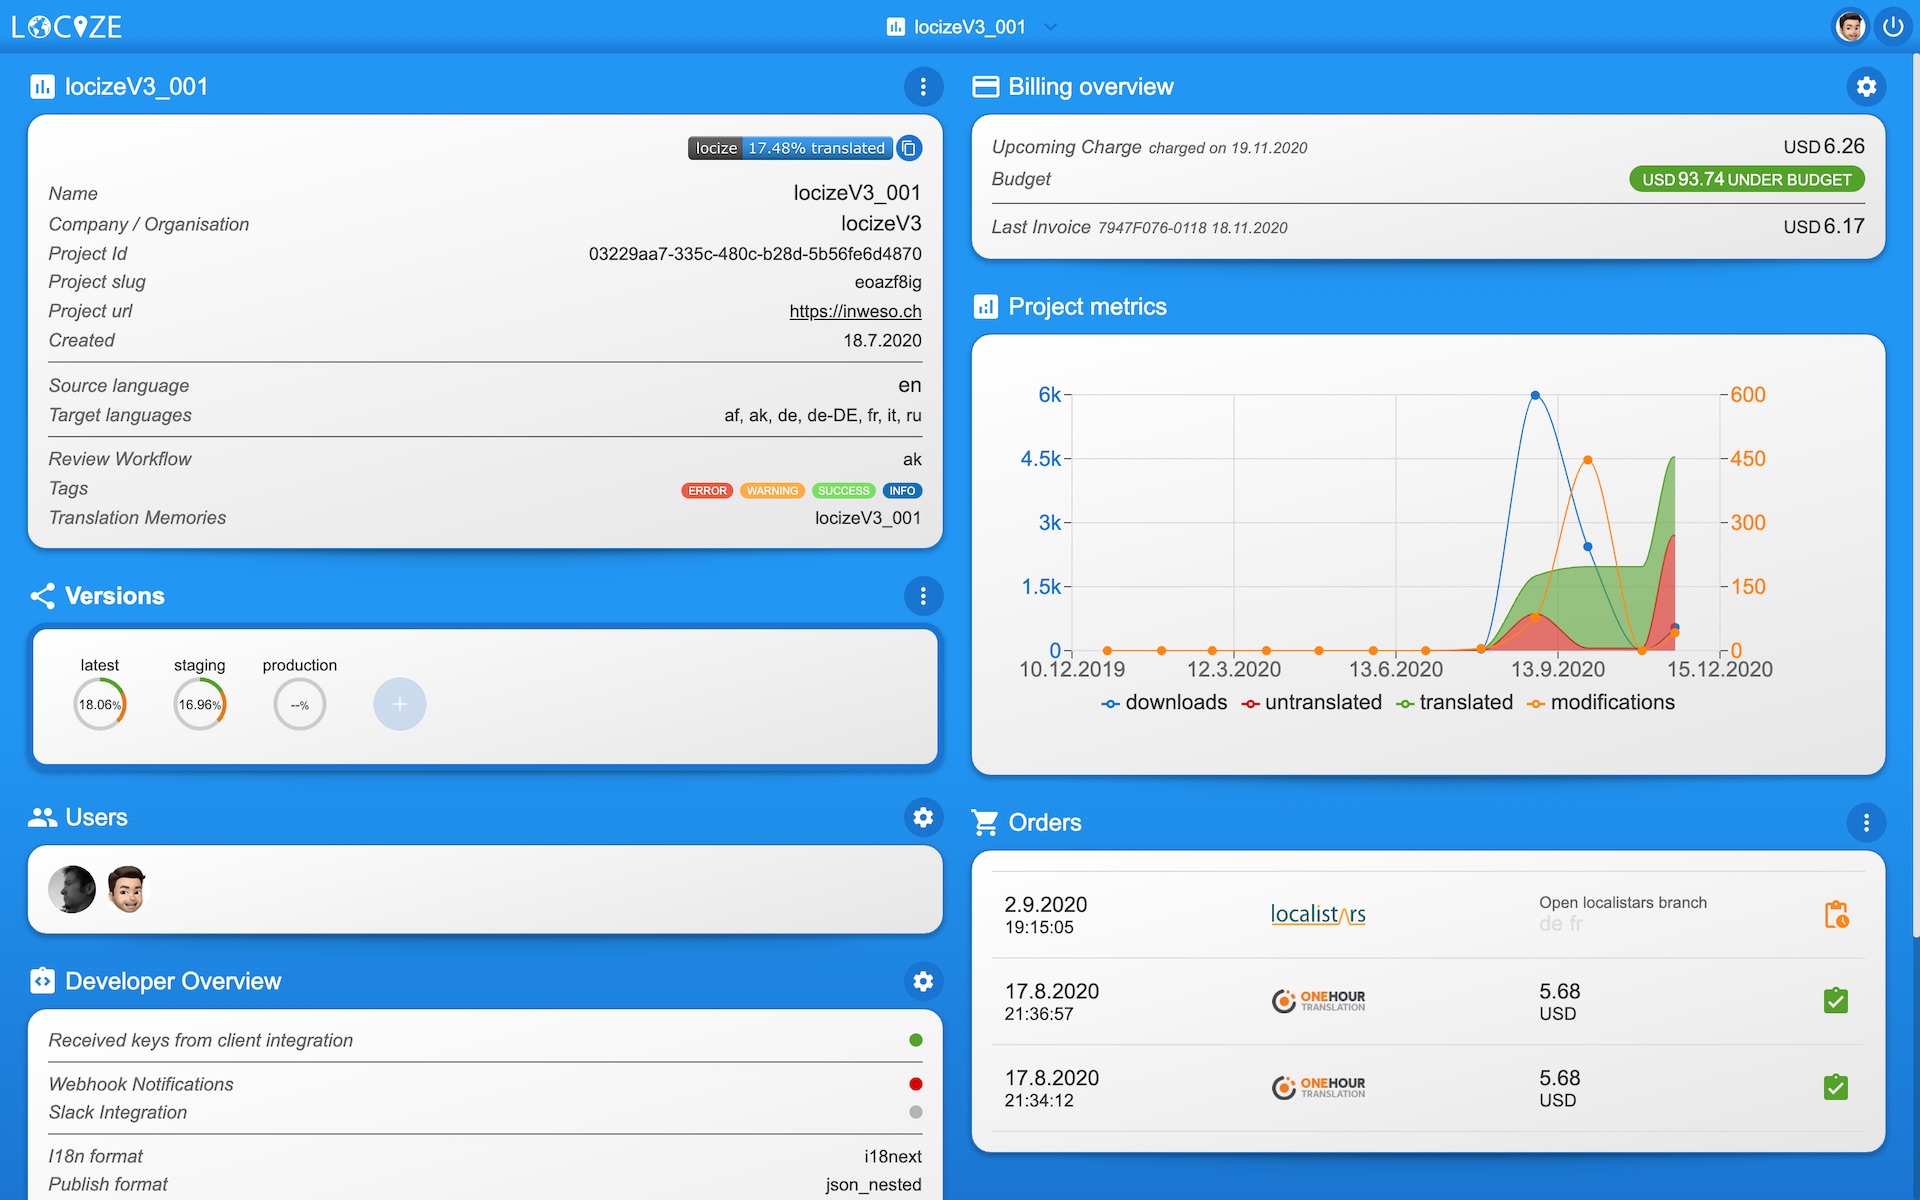 LOCIZE
locizeV3_001
locizeV3_001
locize 17.48% translated
Name locizeV3_001
Company / Organisation locizeV3
Project Id 03229aa7-335c-480c-b28d-5b56fe6d4870
Project slug eoazf8ig
Project url https://inweso.ch
Created 18.7.2020
Source language en
Target languages af, ak, de, de-DE, fr, it, ru
Review Workflow ak
Tags ERROR WARNING SUCCESS INFO
Translation Memories locizeV3_001
Versions
latest staging production
18.06% 16.96% --% +
Users
Developer Overview
Received keys from client integration
Webhook Notifications
Slack Integration
I18n format i18next
Publish format json_nested
Billing overview
Upcoming Charge charged on 19.11.2020 USD 6.26
Budget USD 93.74 UNDER BUDGET
Last Invoice 7947F076-0118 18.11.2020 USD 6.17
Project metrics
6k 600
4.5k 450
3k 300
1.5k 150
0 0
10.12.2019 12.3.2020 13.6.2020 13.9.2020 15.12.2020
downloads untranslated translated modifications
Orders
2.9.2020
19:15:05
localistars
Open localistars branch
de fr
17.8.2020
21:36:57
ONEHOUR
TRANSLATION
5.68
USD
17.8.2020
21:34:12
ONEHOUR
TRANSLATION
5.68
USD